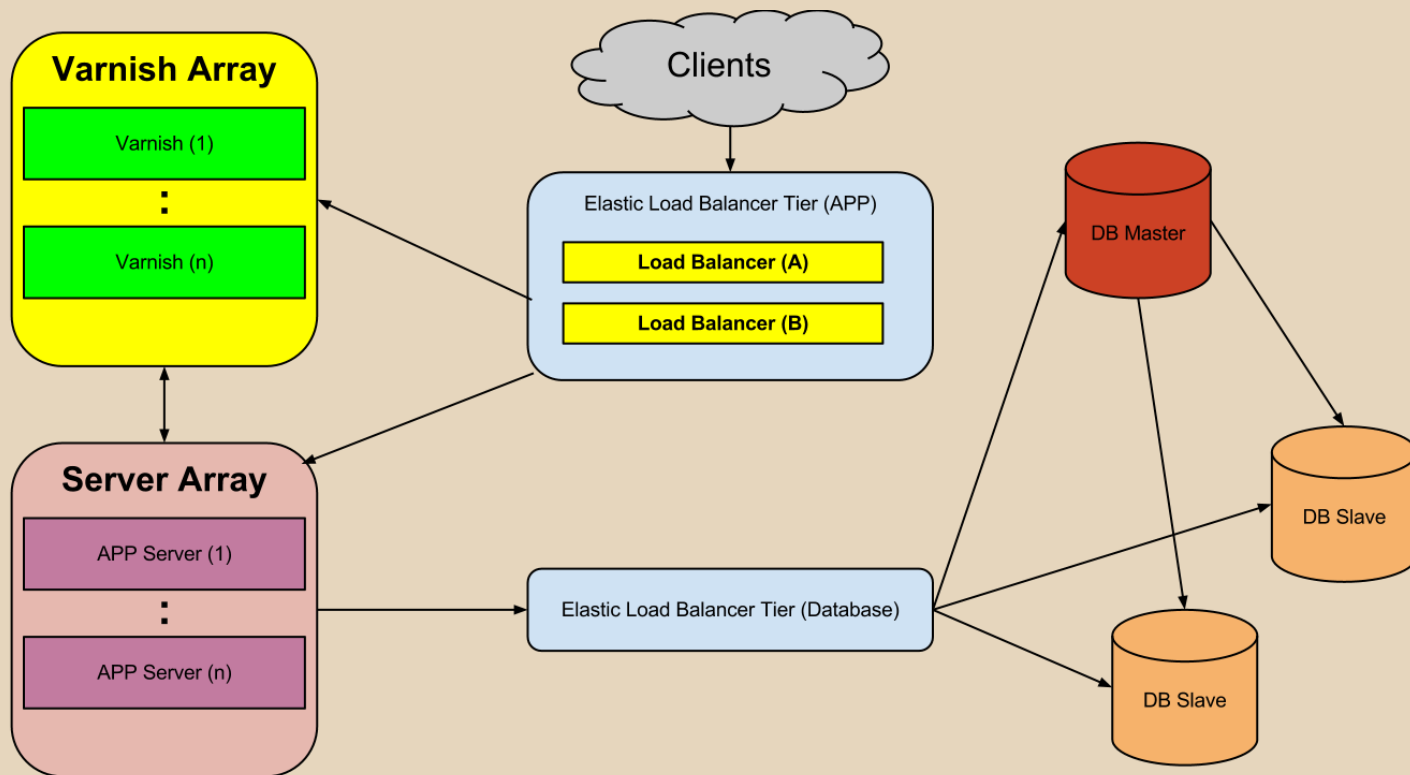 Varnish Array
Varnish (1)
:
Varnish (n)
Clients
Elastic Load Balancer Tier (APP)
Load Balancer (A)
Load Balancer (B)
DB Master
Server Array
APP Server (1)
:
APP Server (n)
Elastic Load Balancer Tier (Database)
DB Slave
DB Slave